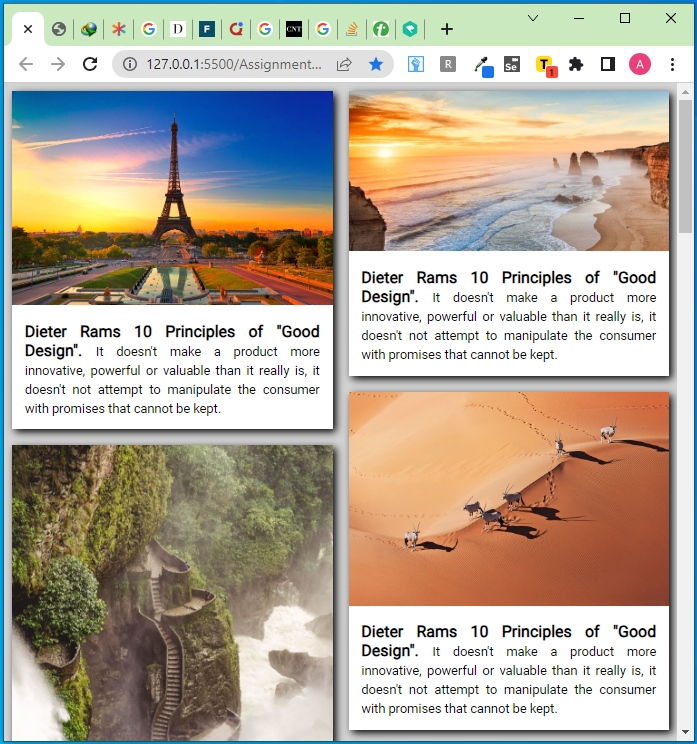 D
F
CNT
127.0.0.1:5500/Assignment...
R
Se
T
1
A
Dieter Rams 10 Principles of "Good
Design". It doesn't make a product more
innovative, powerful or valuable than it really is, it
doesn't not attempt to manipulate the consumer
with promises that cannot be kept.
Dieter Rams 10 Principles of "Good
Design". It doesn't make a product more
innovative, powerful or valuable than it really is, it
doesn't not attempt to manipulate the consumer
with promises that cannot be kept.
Dieter Rams 10 Principles of "Good
Design". It doesn't make a product more
innovative, powerful or valuable than it really is, it
doesn't not attempt to manipulate the consumer
with promises that cannot be kept.